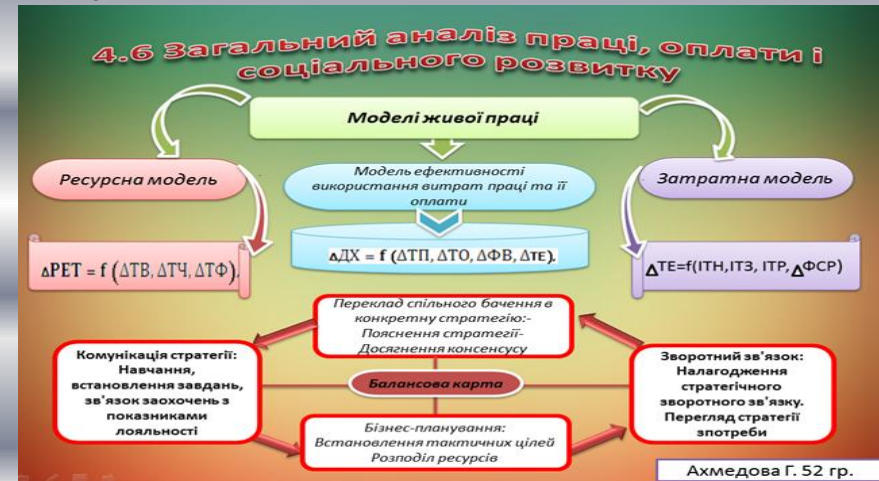 4.6 Загальний аналіз праці, оплати і
соціального розвитку
Моделі живої праці
Ресурсна модель
Модель ефективності
використання витрат праці та її
оплати
Затратна модель
ΔРЕТ = f (ΔТВ, ΔТЧ, ΔТФ).
ΔДХ = f (ΔТП, ΔТО, ΔФВ, ΔТЕ).
ΔТЕ=f(ІТН,ІТЗ, ІТР,ΔФСР)
Переклад спільного бачення в
конкретну стратегію:-
Пояснення стратегії-
Досягнення консенсусу
Комунікація стратегії:
Навчання,
встановлення завдань,
зв'язок заохочень з
показниками
лояльності
Балансова карта
Зворотний зв'язок:
Налагодження
стратегічного
зворотного зв'язку.
Перегляд стратегії
зпотреби
Бізнес-планування:
Встановлення тактичних цілей
Розподіл ресурсів
Ахмедова Г. 52 гр.